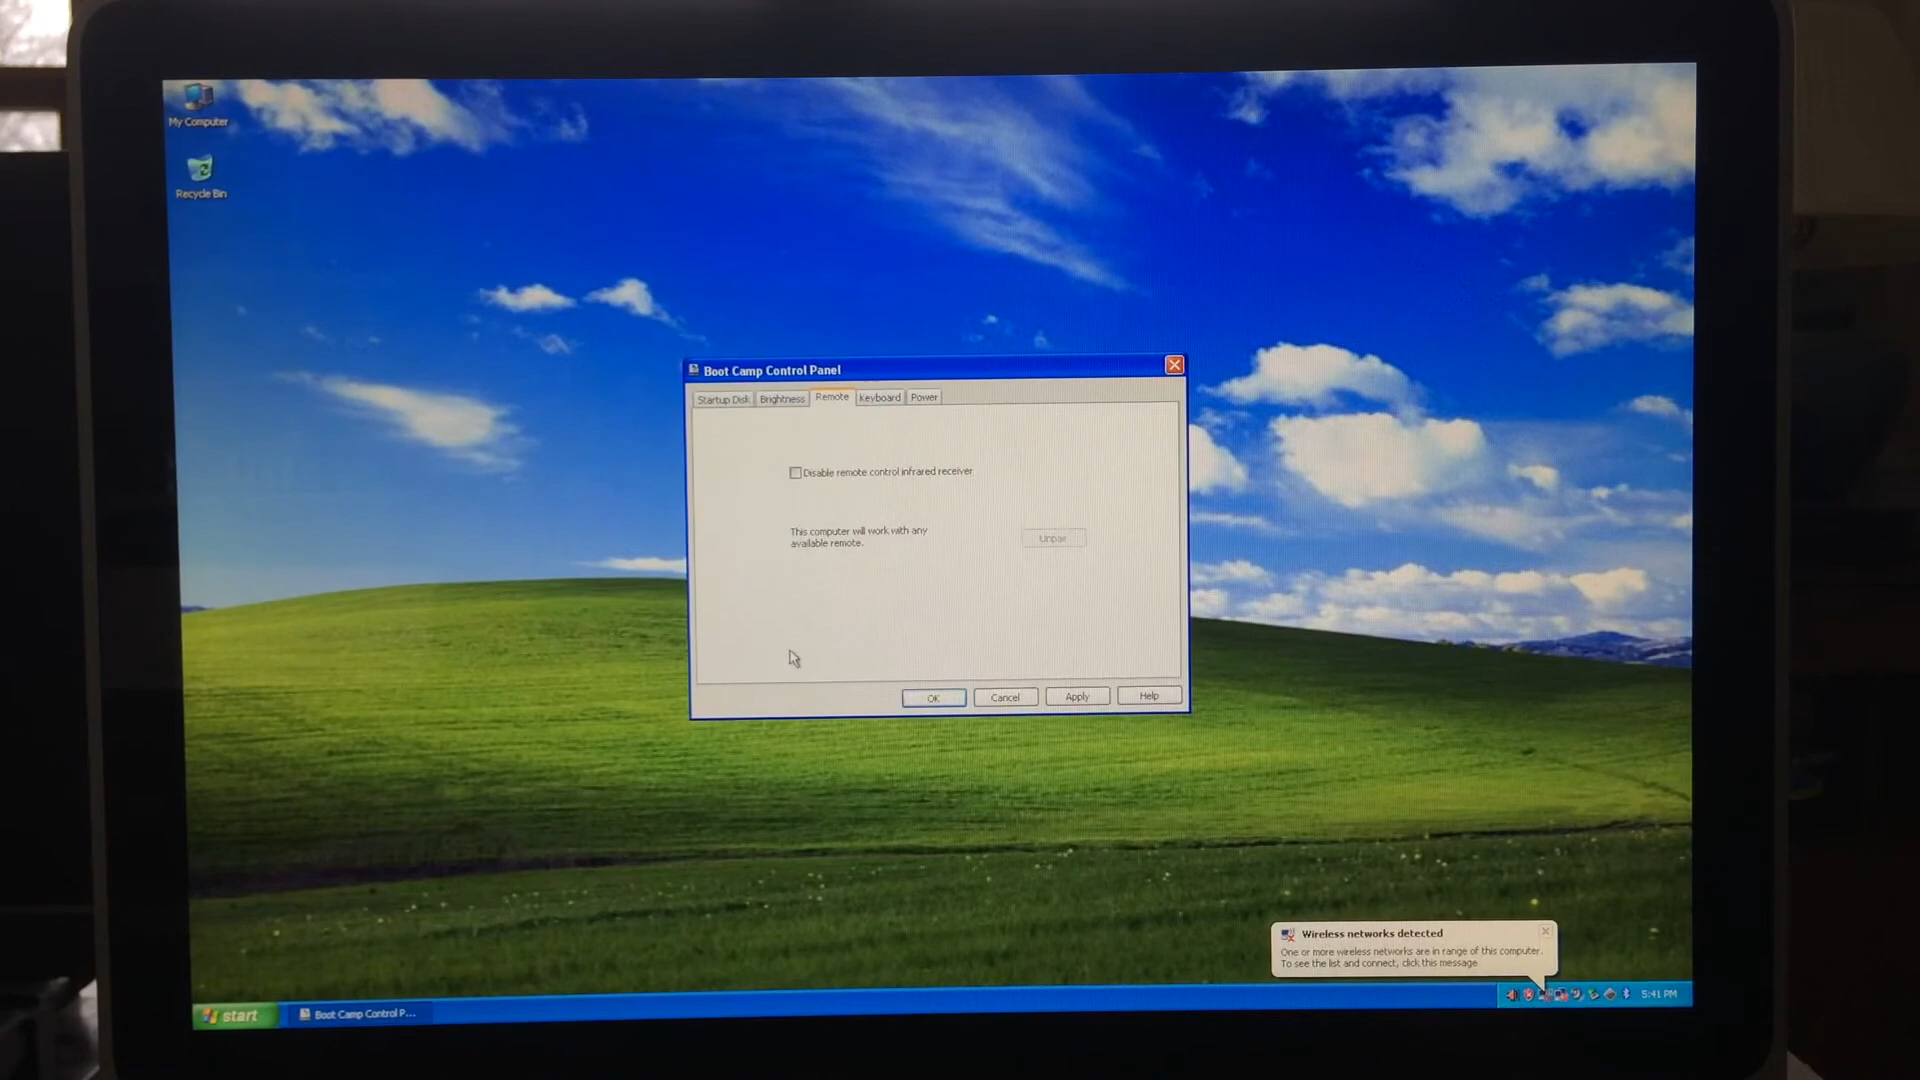 My Computer
Recycle Bin
Boot Camp Control Panel
Startup Disk
Brightness
Remote
Keyboard
Power
Disable remote control infrared receiver
This computer will work with any
available remote.
Unpair
OK
Cancel
Apply
Help
Wireless networks detected
One or more wireless networks are in range of this computer.
To see the list and connect, click this message
start
Boot Camp Control P...
5:41 PM